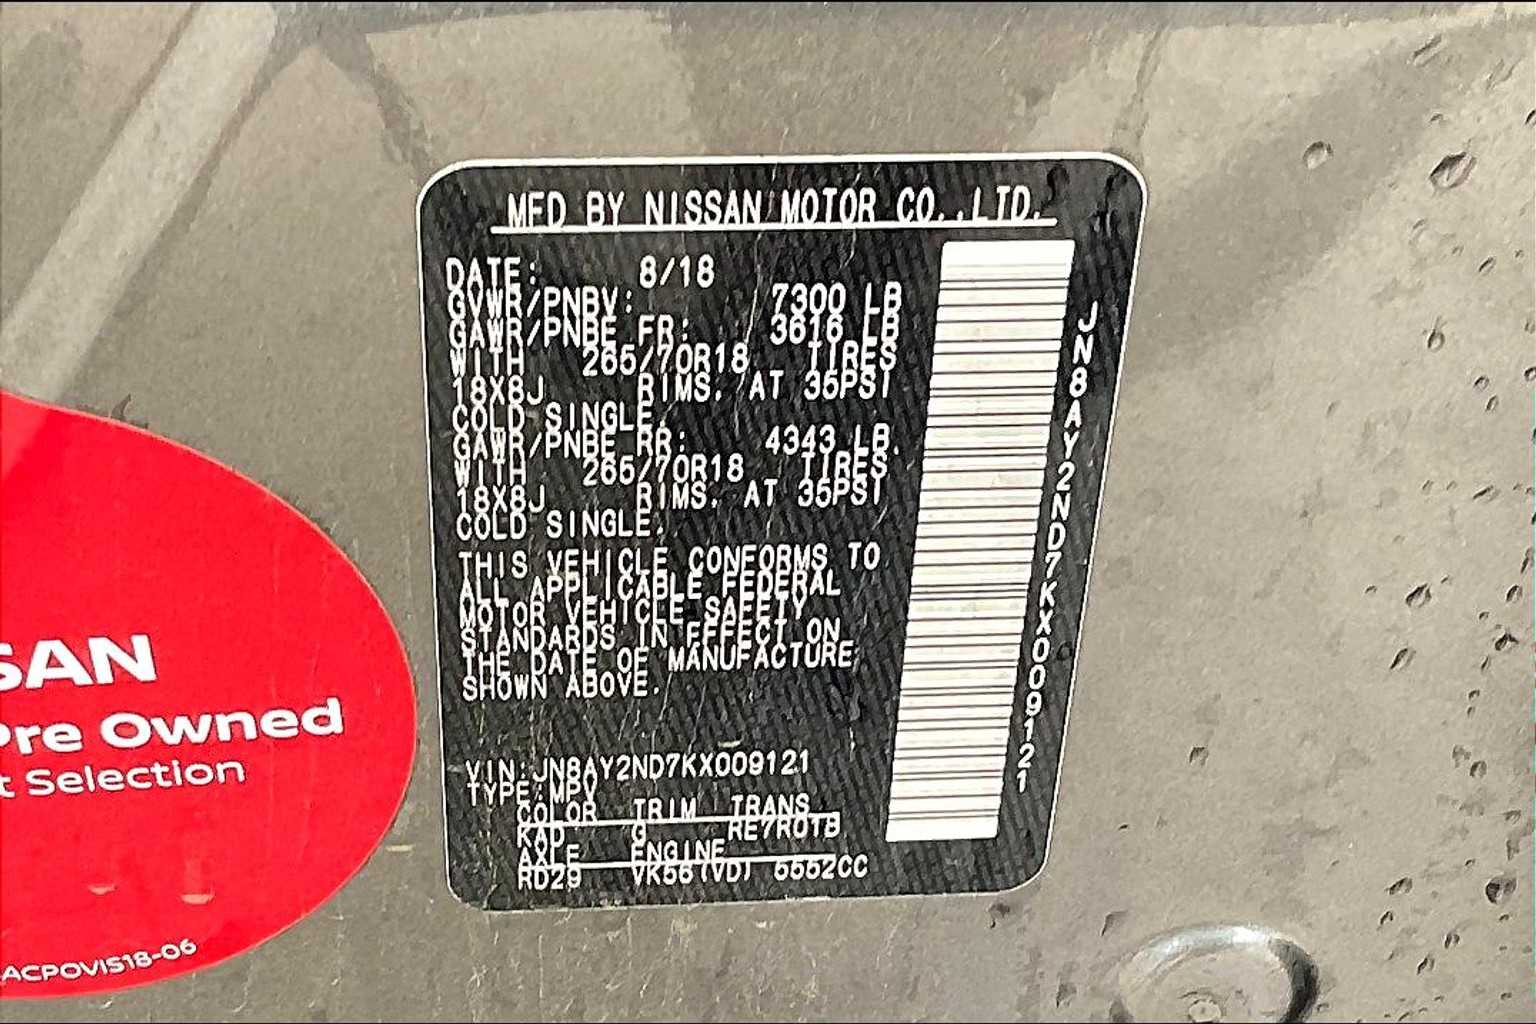 MFD BY NISSAN MOTOR CO.,LTD.
DATE: 8/18
GVWR/PNBV: 7300 LB
GAWR/PNBE FR: 3616 LB
WITH 265/70R18 TIRES
18X8J RIMS. AT 35PSI
COLD SINGLE.
GAWR/PNBE RR: 4343 LB.
WITH 265/70R18 TIRES
18X8J RIMS. AT 35PSI
COLD SINGLE.
THIS VEHICLE CONFORMS TO
ALL APPLICABLE FEDERAL
MOTOR VEHICLE SAFETY
STANDARDS IN EFFECT ON
THE DATE OF MANUFACTURE
SHOWN ABOVE.
VIN:JN8AY2ND7KX009121
TYPE:MPV
COLOR TRIM TRANS
KAD G RE7R01B
AXLE ENGINE
RD29 VK56(VD) 5552CC
JN8AY2ND7KX009121
SAN
Pre Owned
t Selection
ACPOVIS18-06